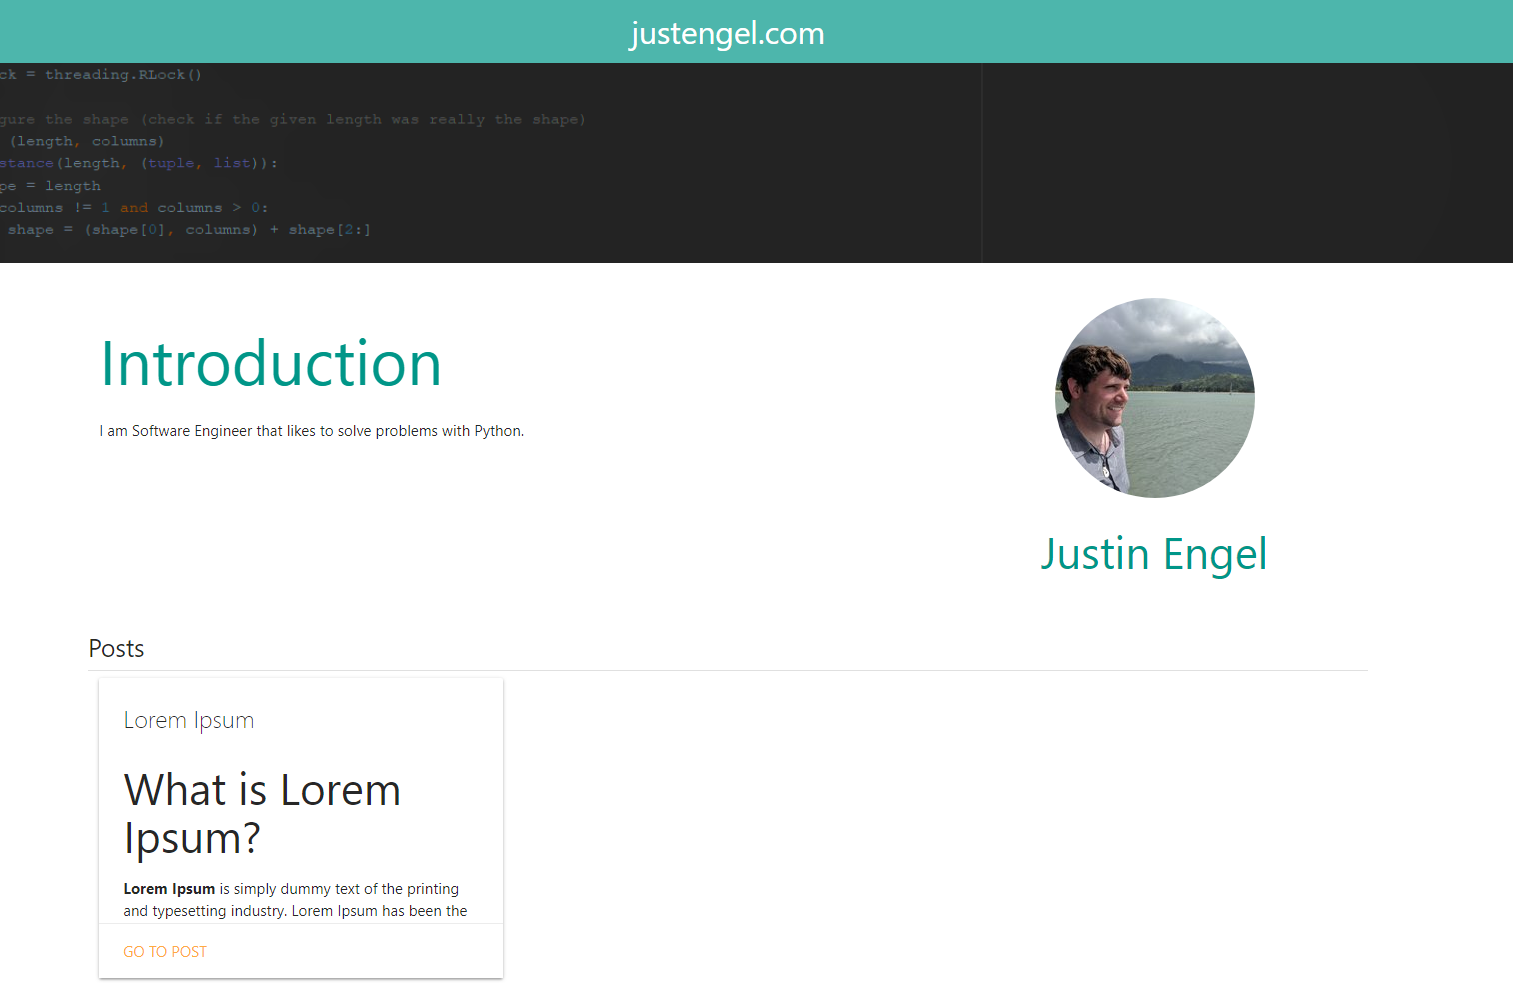 justengel.com
ck = threading.RLock()
gure the shape (check if the given length was really the shape)
(length, columns)
stance(length, (tuple, list)):
pe = length
columns != 1 and columns > 0:
shape = (shape[0], columns) + shape[2:]
Introduction
I am Software Engineer that likes to solve problems with Python.
Justin Engel
Posts
Lorem Ipsum
What is Lorem
Ipsum?
Lorem Ipsum is simply dummy text of the printing
and typesetting industry. Lorem Ipsum has been the
GO TO POST